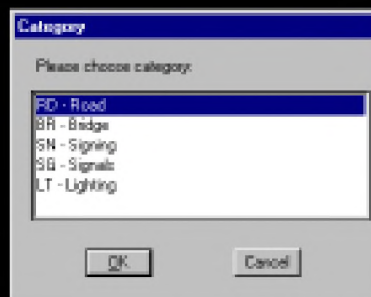 Category
Please choose category:
RD - Road
BR - Bridge
SN - Signing
SG - Signals
LT - Lighting
OK
Cancel